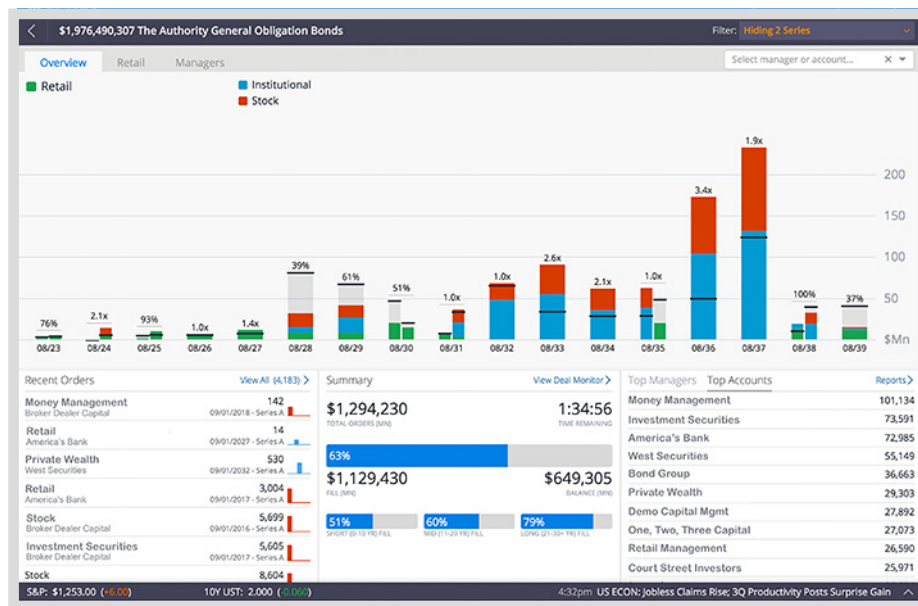 $1,976,490,307 The Authority General Obligation Bonds
Filter: Hiding 2 Series
Overview Retail Managers
Select manager or account...
Retail
Institutional
Stock
200
150
100
50
$Mn
76% 2.1x 93% 1.0x 1.4x 39% 61% 51% 1.0x 1.0x 2.6x 2.1x 1.0x 3.4x 1.9x 100% 37%
08/23 08/24 08/25 08/26 08/27 08/28 08/29 08/30 08/31 08/32 08/33 08/34 08/35 08/36 08/37 08/38 08/39
Recent Orders View All (4,183)
Money Management 142
Broker Dealer Capital 09/01/2018 - Series A
Retail 14
America's Bank 09/01/2027 - Series A
Private Wealth 530
West Securities 09/01/2032 - Series A
Retail 3,004
America's Bank 09/01/2017 - Series A
Stock 5,699
Broker Dealer Capital 09/01/2016 - Series A
Investment Securities 5,605
Broker Dealer Capital 09/01/2017 - Series A
Stock 8,604
Summary View Deal Monitor
$1,294,230 1:34:56
TOTAL ORDERS (MN) TIME REMAINING
63%
$1,129,430 $649,305
FILL (MN) BALANCE (MN)
51% 60% 79%
SHORT (0-10 YR) FILL MID (11-20 YR) FILL LONG (21-30+ YR) FILL
Top Managers Top Accounts Reports
Money Management 101,134
Investment Securities 73,591
America's Bank 72,985
West Securities 55,149
Bond Group 36,663
Private Wealth 29,303
Demo Capital Mgmt 27,892
One, Two, Three Capital 27,073
Retail Management 26,590
Court Street Investors 25,971
S&P: $1,253.00 (+6.00) 10Y UST: 2.000 (-0.060) 4:32pm US ECON: Jobless Claims Rise; 3Q Productivity Posts Surprise Gain